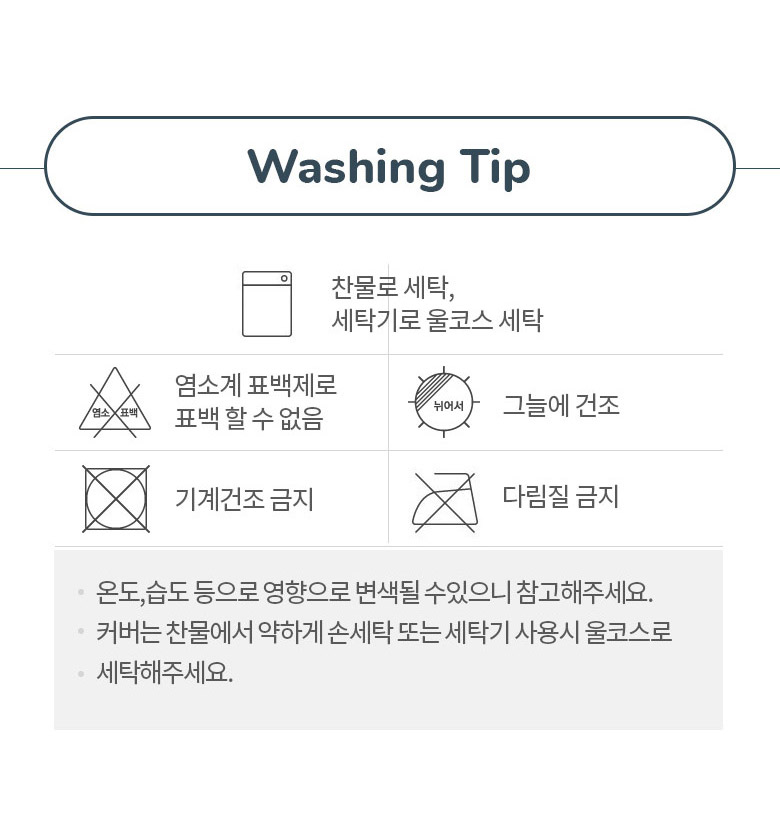 Washing Tip
찬물로 세탁,
세탁기로 울코스 세탁
염소 표백
염소계 표백제로
표백 할 수 없음
뉘어서
그늘에 건조
기계건조 금지
다림질 금지
온도,습도 등으로 영향으로 변색될 수있으니 참고해주세요.
커버는 찬물에서 약하게 손세탁 또는 세탁기 사용시 울코스로
세탁해주세요.